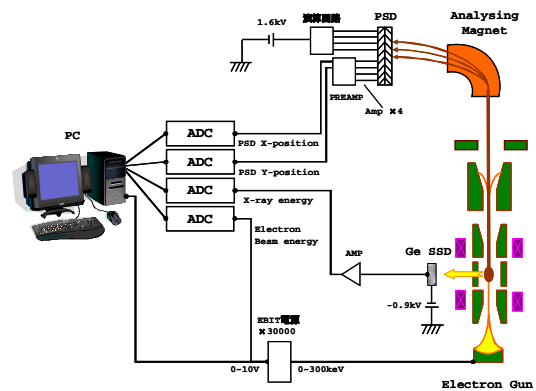 Analysing
Magnet
PSD
演算回路
1.6kV
PREAMP
Amp ×4
PC
ADC
PSD X-position
ADC
PSD Y-position
ADC
X-ray energy
ADC
Electron
Beam energy
AMP
Ge SSD
-0.9kV
EBIT電源
×30000
0~10V
0~300keV
Electron Gun